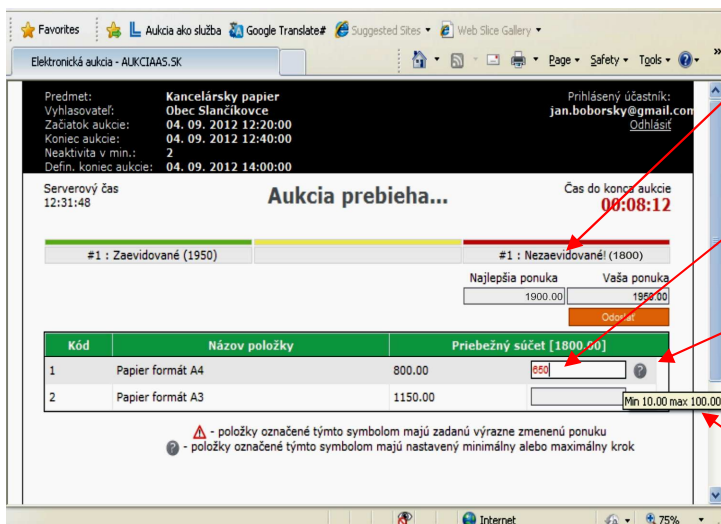 Favorites Akucia ako služba Google Translate# Suggested Sites Web Slice Gallery
Elektronická aukcia - AUKCIAAS.SK Page Safety Tools »
Predmet: Kancelársky papier Prihlásený účastník:
Vyhlasovateľ: Obec Slančíkovce jan.boborsky@gmail.com
Začiatok aukcie: 04. 09. 2012 12:20:00 Odhlásiť
Koniec aukcie: 04. 09. 2012 12:40:00
Neaktivita v min.: 2
Defin. koniec aukcie: 04. 09. 2012 14:00:00
Serverový čas Aukcia prebieha... Čas do konca aukcie
12:31:48 00:08:12
#1 : Zaevidované (1950) #1 : Nezaevidované! (1800)
Najlepšia ponuka Vaša ponuka
1900.00 1950.00
Odoslať
Kód Názov položky Priebežný súčet [1800.00]
1 Papier formát A4 800.00 650 ?
2 Papier formát A3 1150.00
Min 10.00 max 100.00
- položky označené týmto symbolom majú zadanú výrazne zmenenú ponuku
? - položky označené týmto symbolom majú nastavený minimálny alebo maximálny krok
Internet 75%